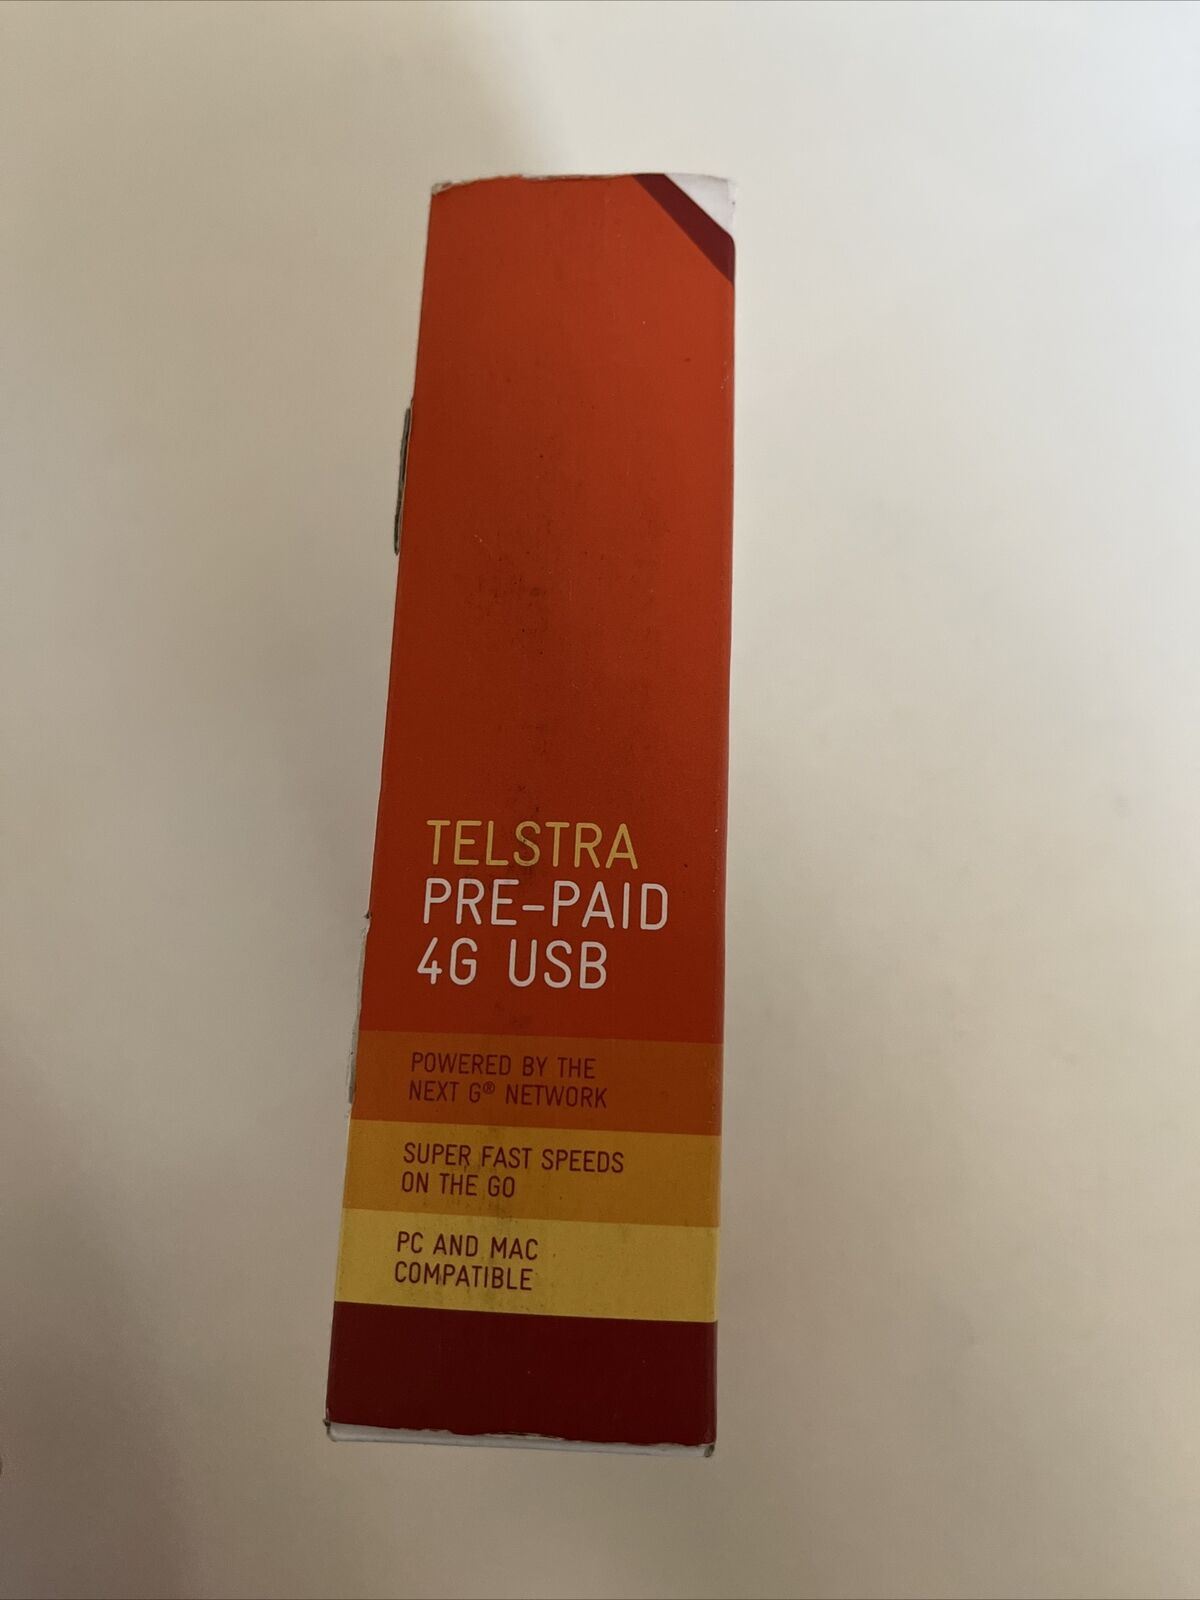 TELSTRA
PRE-PAID
4G USB
POWERED BY THE
NEXT G® NETWORK
SUPER FAST SPEEDS
ON THE GO
PC AND MAC
COMPATIBLE